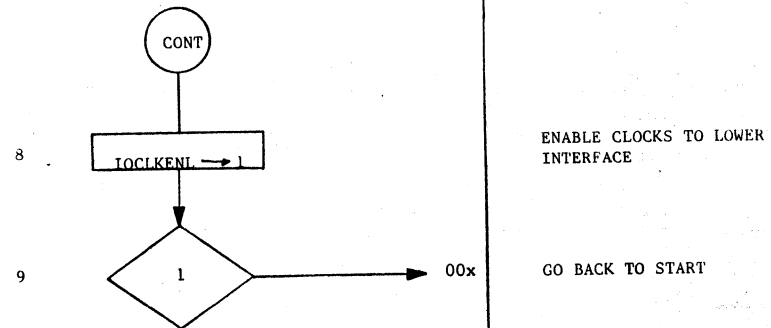 CONT
8
IOCLKENL → 1
ENABLE CLOCKS TO LOWER
INTERFACE
9
1
00x
GO BACK TO START